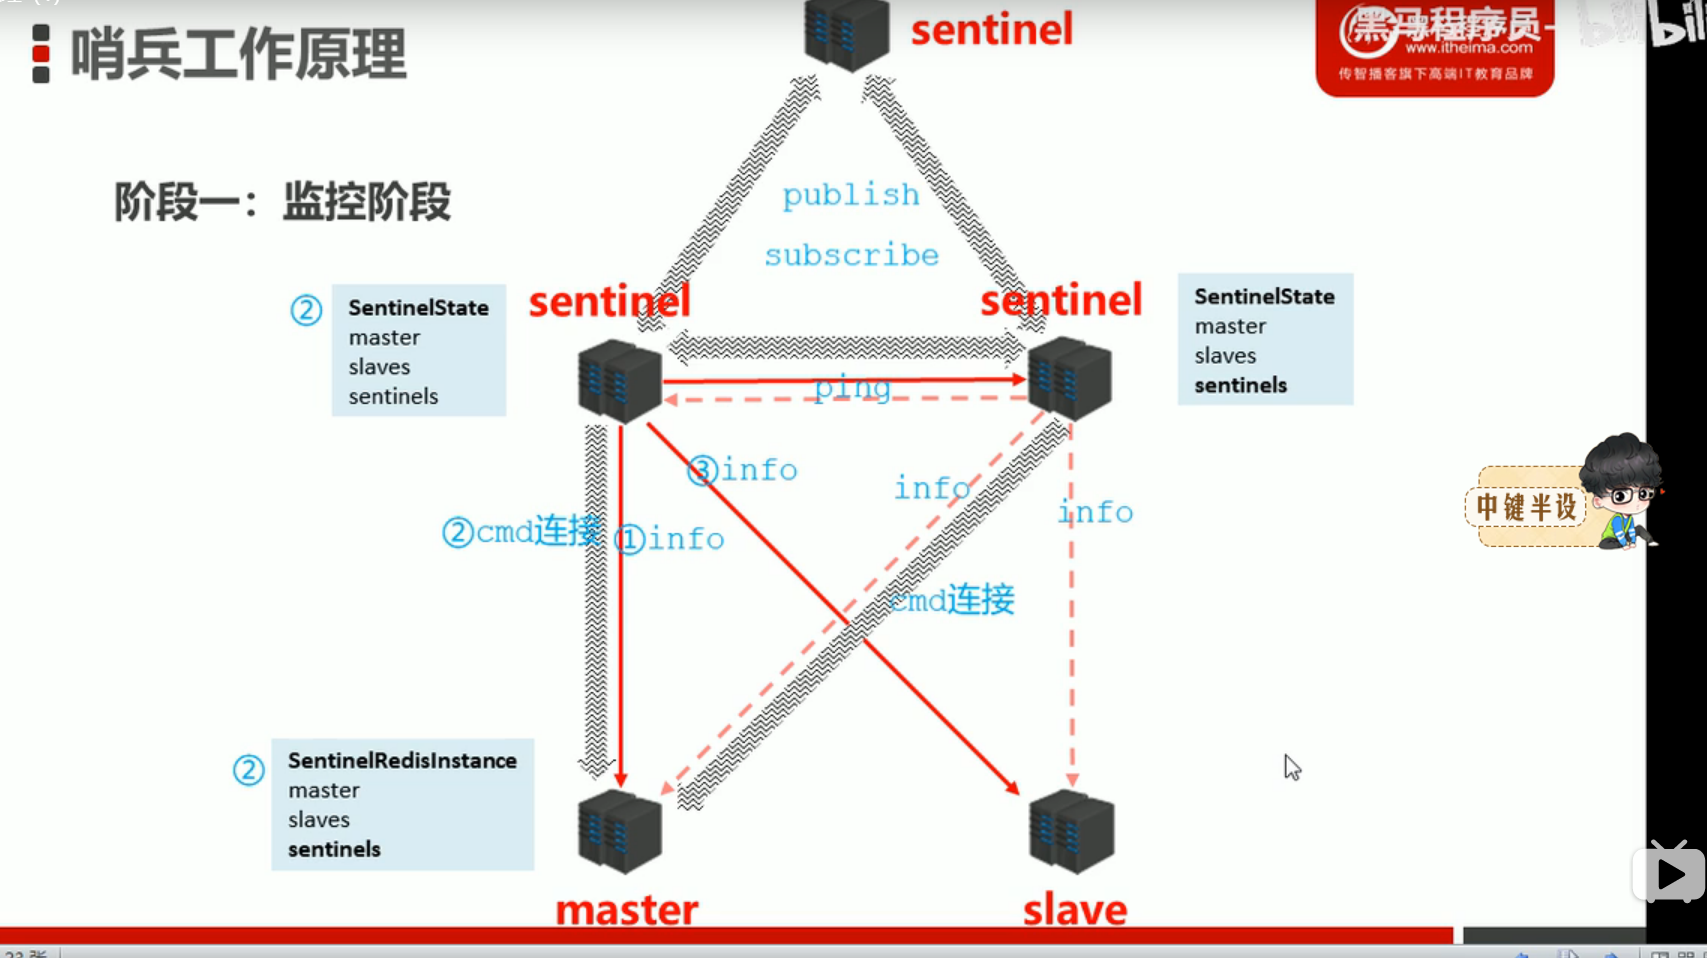 sentinel
哨兵工作原理
黑马程序员-
www.itheima.com
传智播客旗下高端IT教育品牌
阶段一：监控阶段
publish
subscribe
sentinel
sentinel
②
SentinelState
master
slaves
sentinels
SentinelState
master
slaves
sentinels
ping
③info
info
info
②cmd连接
①info
cmd连接
中键半设
②
SentinelRedisInstance
master
slaves
sentinels
master
slave